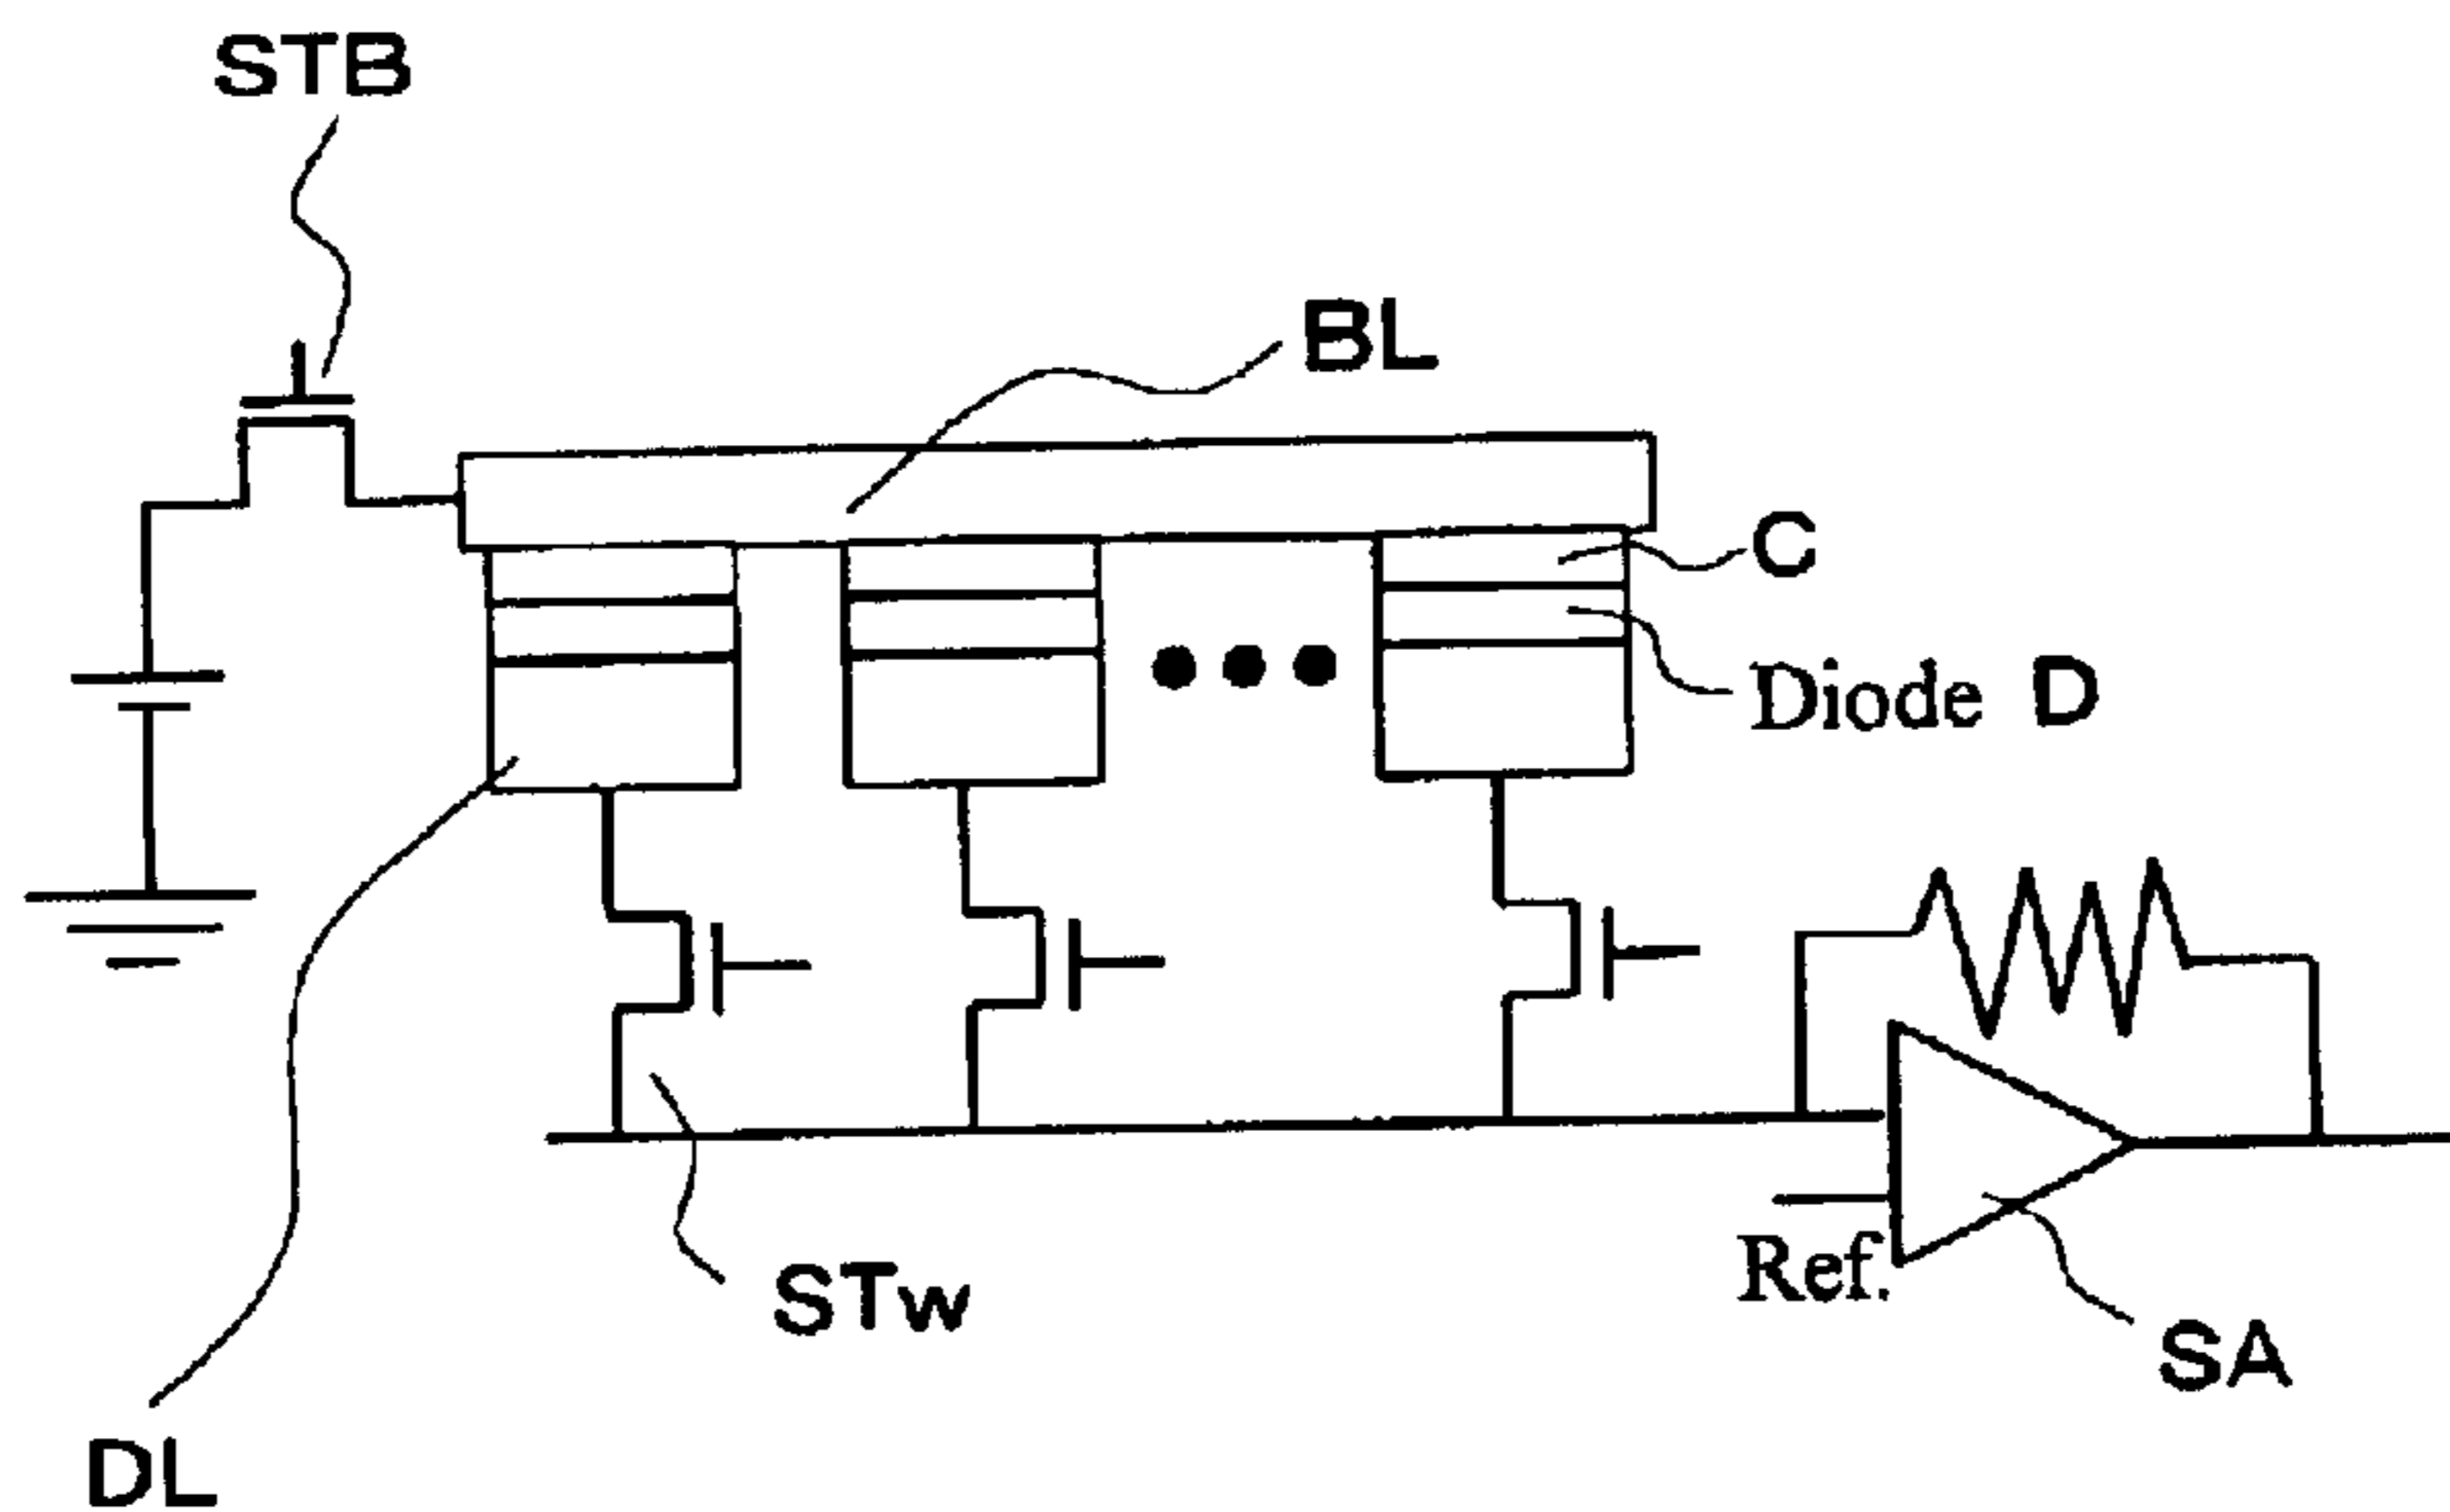 STB
BL
C
Diode D
Ref.
STw
SA
DL